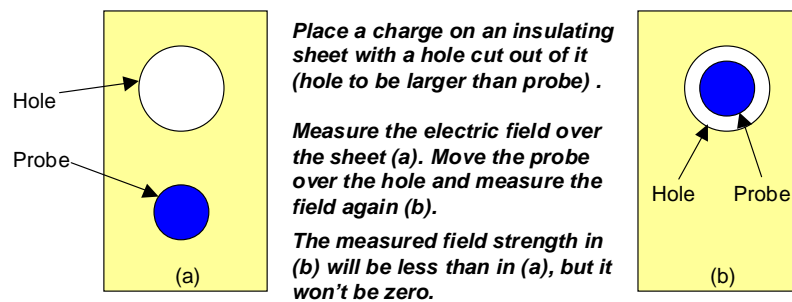 Hole
Probe
(a)
Place a charge on an insulating
sheet with a hole cut out of it
(hole to be larger than probe) .
Measure the electric field over
the sheet (a). Move the probe
over the hole and measure the
field again (b).
The measured field strength in
(b) will be less than in (a), but it
won't be zero.
Hole
Probe
(b)